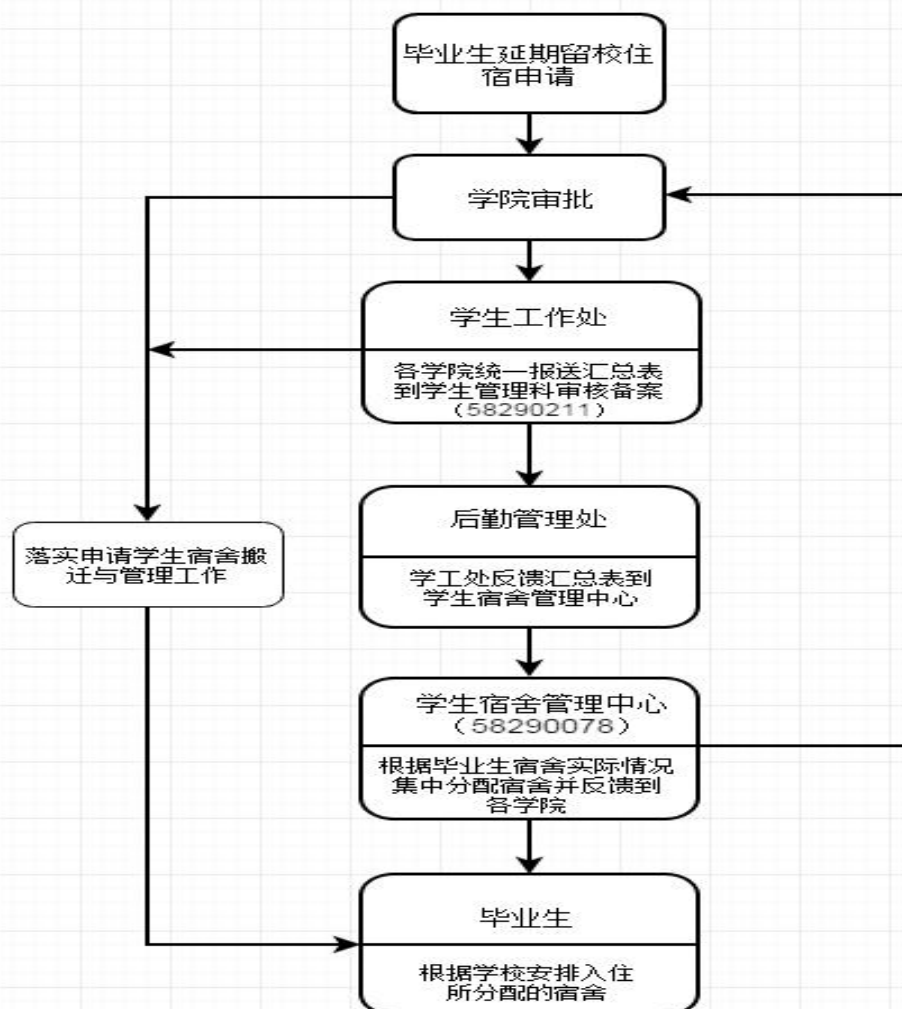 毕业生延期留校住
宿申请
学院审批
学生工作处
各学院统一报送汇总表
到学生管理科审核备案
（58290211）
后勤管理处
学工处反馈汇总表到
学生宿舍管理中心
落实申请学生宿舍搬
迁与管理工作
学生宿舍管理中心
（58290078）
根据毕业生宿舍实际情况
集中分配宿舍并反馈到
各学院
毕业生
根据学校安排入住
所分配的宿舍